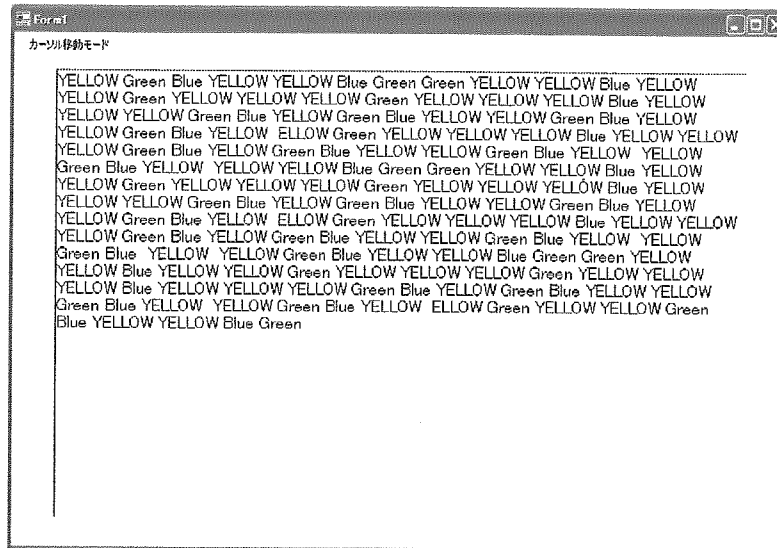 Form1
カーソル移動モード
YELLOW Green Blue YELLOW YELLOW Blue Green Green YELLOW YELLOW Blue YELLOW
YELLOW Green YELLOW YELLOW YELLOW Green YELLOW YELLOW YELLOW Blue YELLOW
YELLOW YELLOW Green Blue YELLOW Green Blue YELLOW YELLOW Green Blue YELLOW
YELLOW Green Blue YELLOW  ELLOW Green YELLOW YELLOW YELLOW Blue YELLOW YELLOW
YELLOW Green Blue YELLOW Green Blue YELLOW YELLOW Green Blue YELLOW  YELLOW
Green Blue YELLOW  YELLOW YELLOW Blue Green Green YELLOW YELLOW Blue YELLOW
YELLOW Green YELLOW YELLOW YELLOW Green YELLOW YELLOW YELLOW Blue YELLOW
YELLOW YELLOW Green Blue YELLOW Green Blue YELLOW YELLOW Green Blue YELLOW
YELLOW Green Blue YELLOW  ELLOW Green YELLOW YELLOW YELLOW Blue YELLOW YELLOW
YELLOW Green Blue YELLOW Green Blue YELLOW YELLOW Green Blue YELLOW  YELLOW
Green Blue  YELLOW  YELLOW Green Blue YELLOW YELLOW Blue Green Green YELLOW
YELLOW Blue YELLOW YELLOW Green YELLOW YELLOW YELLOW Green YELLOW YELLOW
YELLOW Blue YELLOW YELLOW YELLOW Green Blue YELLOW Green Blue YELLOW YELLOW
Green Blue YELLOW  YELLOW Green Blue YELLOW  ELLOW Green YELLOW YELLOW Green
Blue YELLOW YELLOW Blue Green